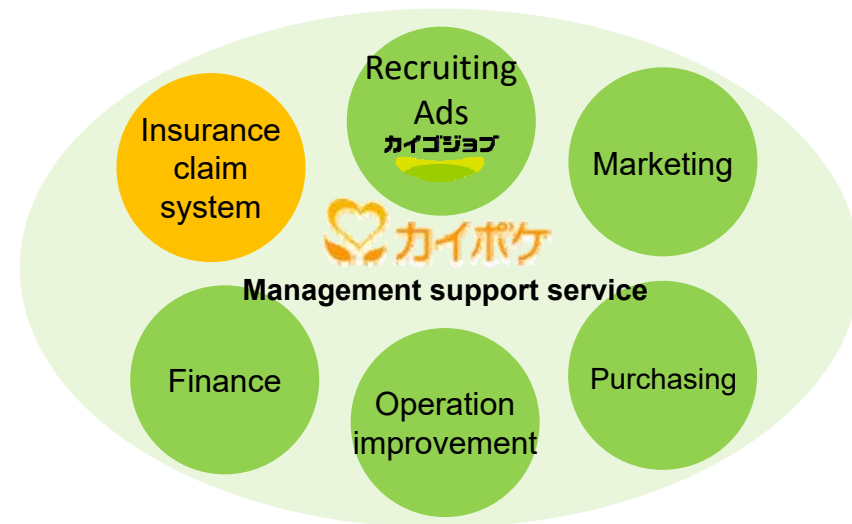 Recruiting
Ads
カイゴジョブ
Insurance
claim
system
Marketing
カイポケ
Management support service
Finance
Operation
improvement
Purchasing